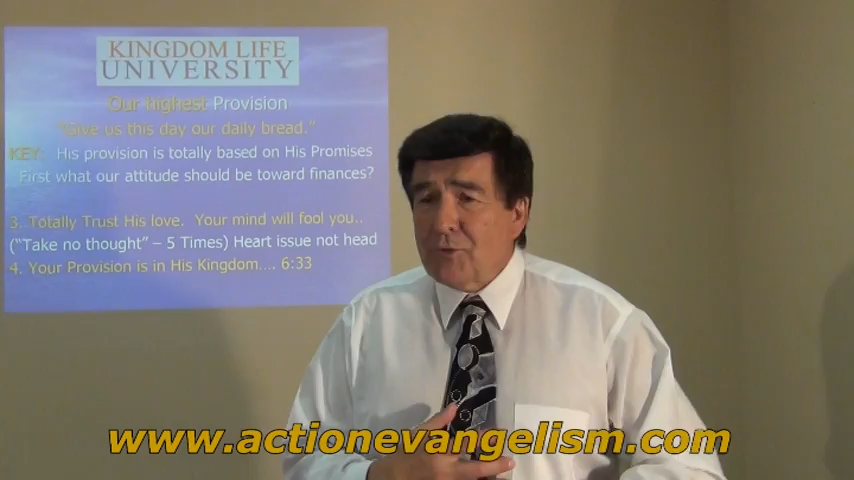 KINGDOM LIFE
UNIVERSITY
Our highest Provision
"Give us this day our daily bread."
KEY: His provision is totally based on His Promises
First what our attitude should be toward finances?
3. Totally Trust His love. Your mind will fool you..
("Take no thought" – 5 Times) Heart issue not head
4. Your Provision is in His Kingdom.... 6:33
www.actionevangelism.com